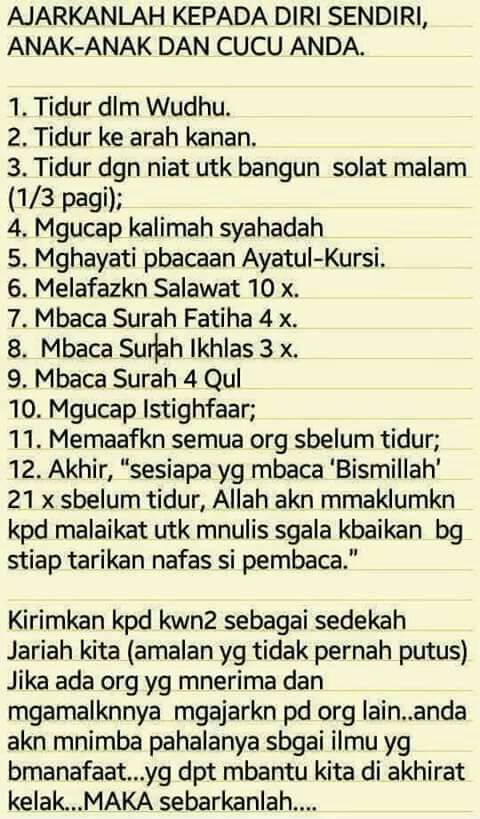 AJARKANLAH KEPADA DIRI SENDIRI,
ANAK-ANAK DAN CUCU ANDA.
1. Tidur dlm Wudhu.
2. Tidur ke arah kanan.
3. Tidur dgn niat utk bangun solat malam
(1/3 pagi);
4. Mgucap kalimah syahadah
5. Mghayati pbacaan Ayatul-Kursi.
6. Melafazkn Salawat 10 x.
7. Mbaca Surah Fatiha 4 x.
8. Mbaca Surah Ikhlas 3 x.
9. Mbaca Surah 4 Qul
10. Mgucap Istighfaar;
11. Memaafkn semua org sbelum tidur;
12. Akhir, "sesiapa yg mbaca 'Bismillah'
21 x sbelum tidur, Allah akn mmaklumkn
kpd malaikat utk mnulis sgala kbaikan bg
stiap tarikan nafas si pembaca."
Kirimkan kpd kwn2 sebagai sedekah
Jariah kita (amalan yg tidak pernah putus)
Jika ada org yg mnerima dan
mgamalknnya mgajarkn pd org lain..anda
akn mnimba pahalanya sbgai ilmu yg
bmanafaat...yg dpt mbantu kita di akhirat
kelak...MAKA sebarkanlah....